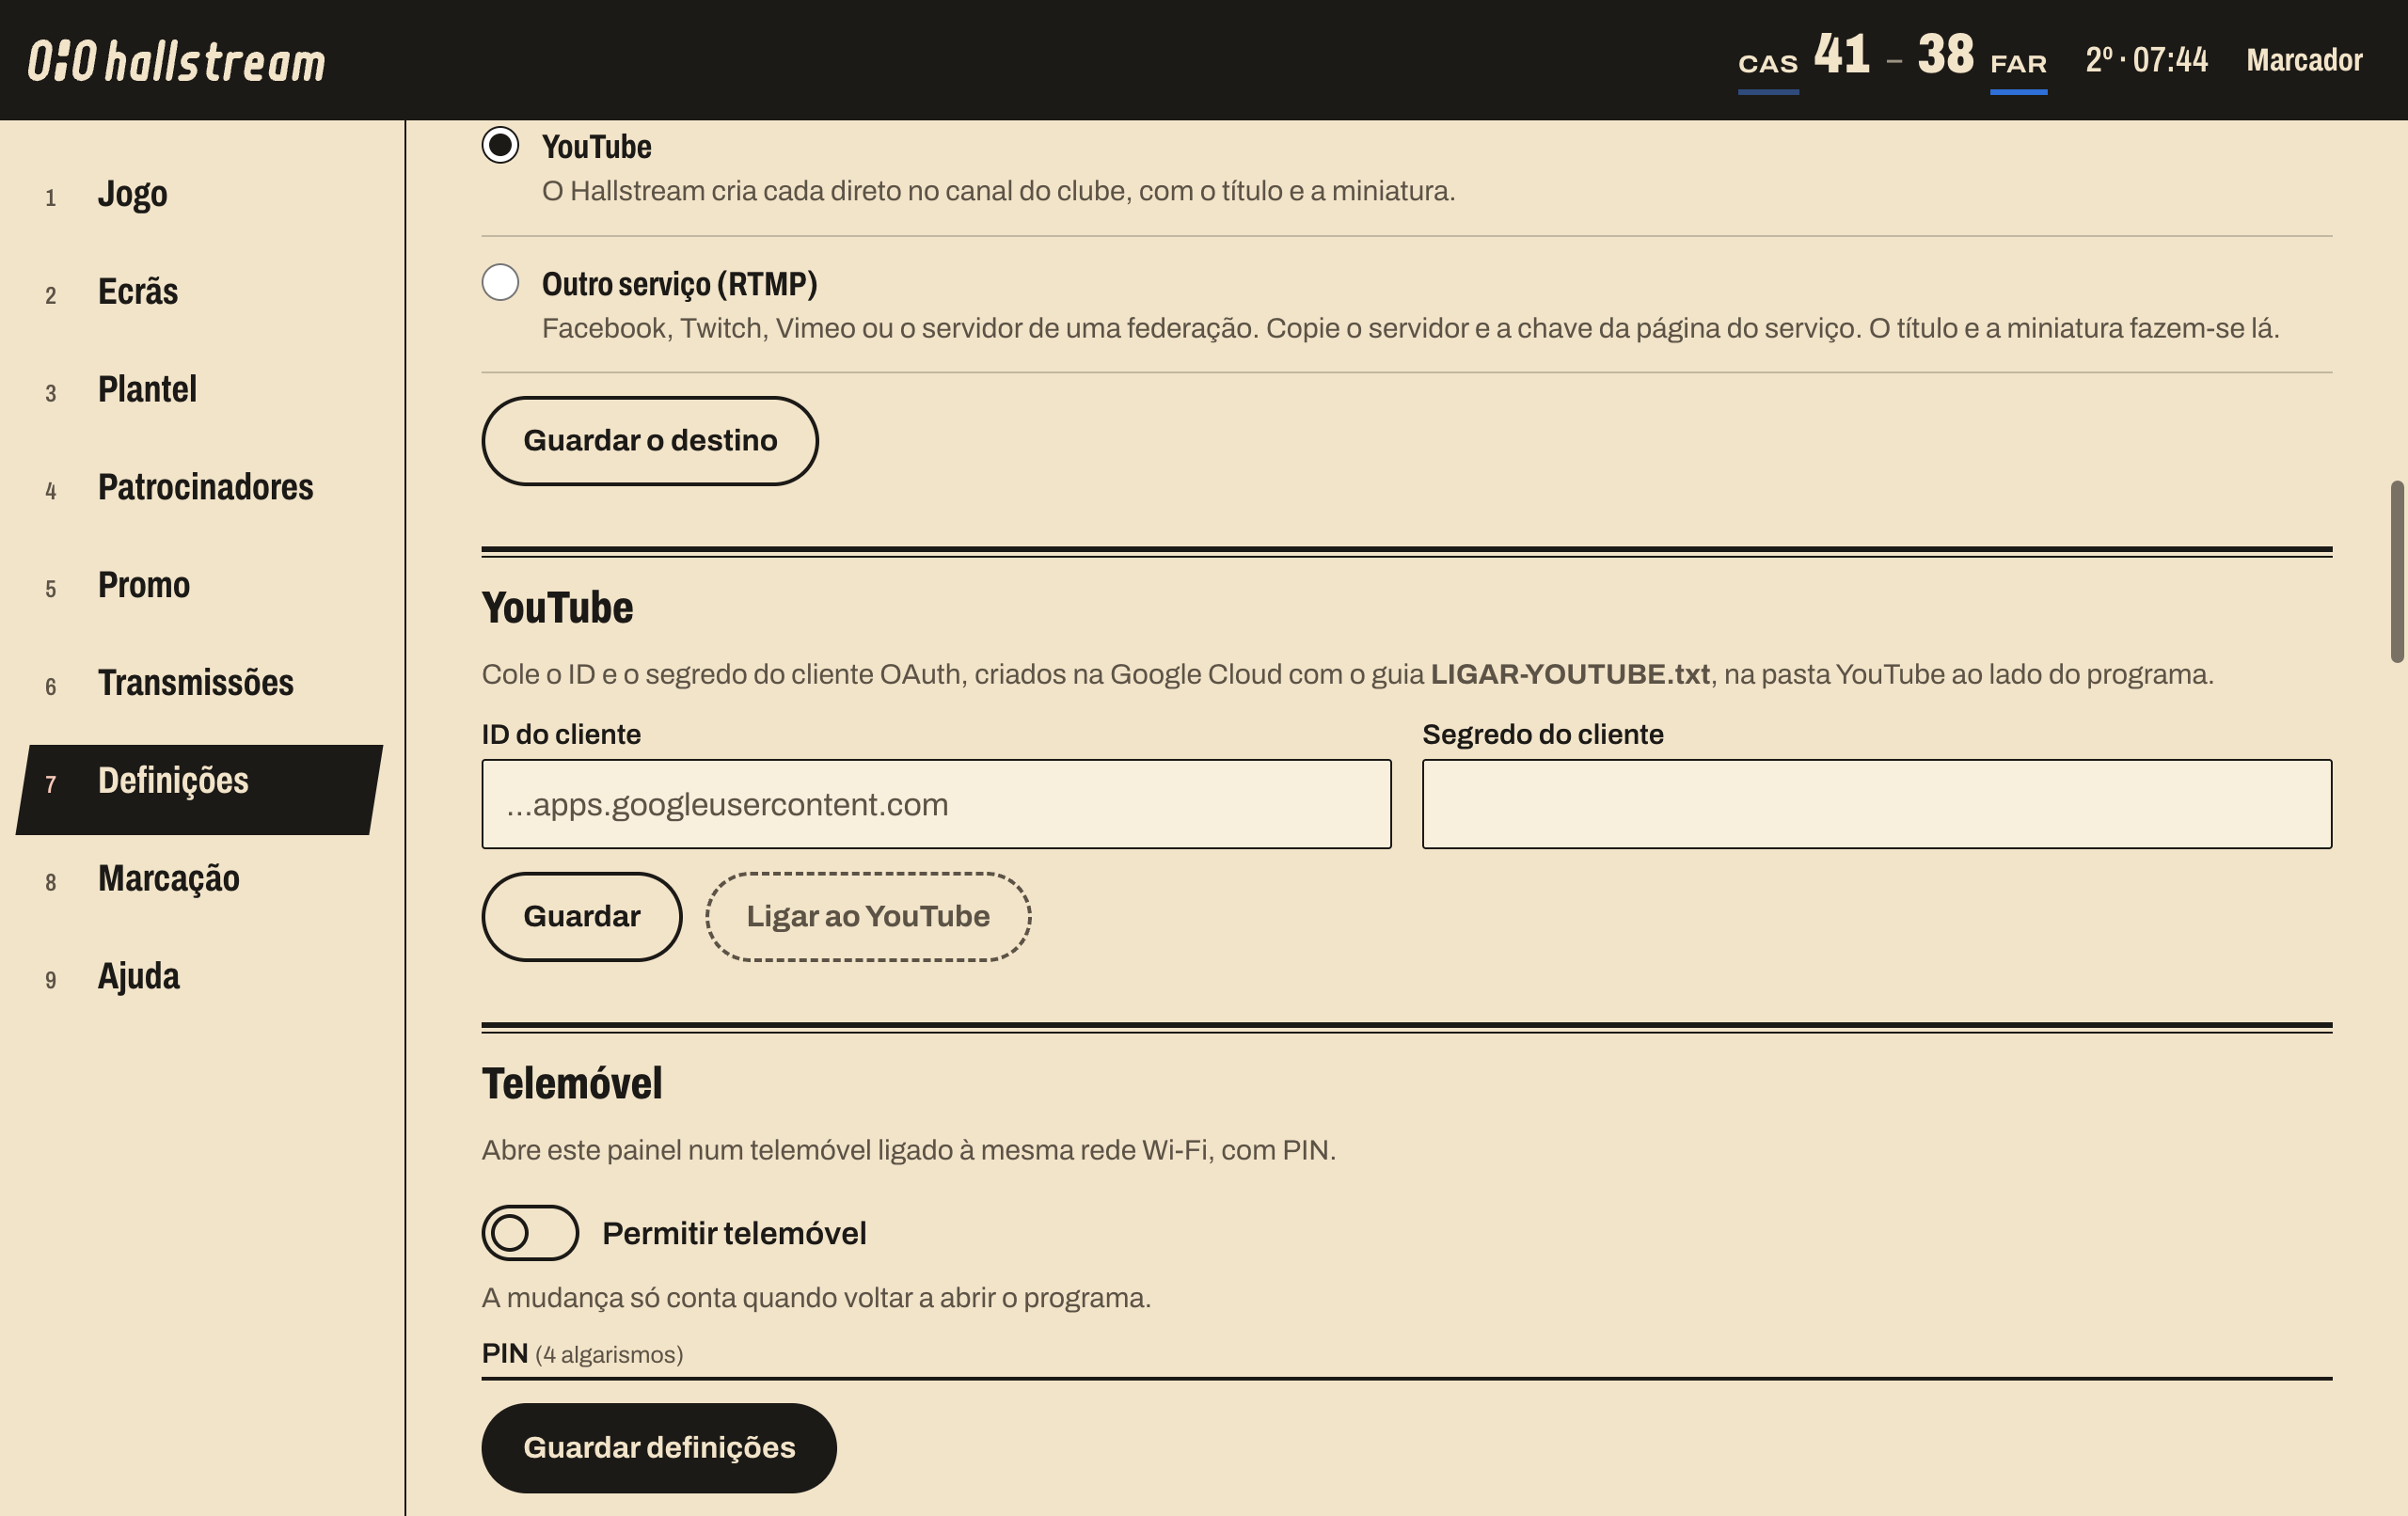 0:0 hallstream
CAS 41 – 38 FAR 2º · 07:44 Marcador
1 Jogo
2 Ecrãs
3 Plantel
4 Patrocinadores
5 Promo
6 Transmissões
7 Definições
8 Marcação
9 Ajuda
YouTube
O Hallstream cria cada direto no canal do clube, com o título e a miniatura.
Outro serviço (RTMP)
Facebook, Twitch, Vimeo ou o servidor de uma federação. Copie o servidor e a chave da página do serviço. O título e a miniatura fazem-se lá.
Guardar o destino
YouTube
Cole o ID e o segredo do cliente OAuth, criados na Google Cloud com o guia LIGAR-YOUTUBE.txt, na pasta YouTube ao lado do programa.
ID do cliente
Segredo do cliente
...apps.googleusercontent.com
Guardar
Ligar ao YouTube
Telemóvel
Abre este painel num telemóvel ligado à mesma rede Wi-Fi, com PIN.
Permitir telemóvel
A mudança só conta quando voltar a abrir o programa.
PIN (4 algarismos)
Guardar definições